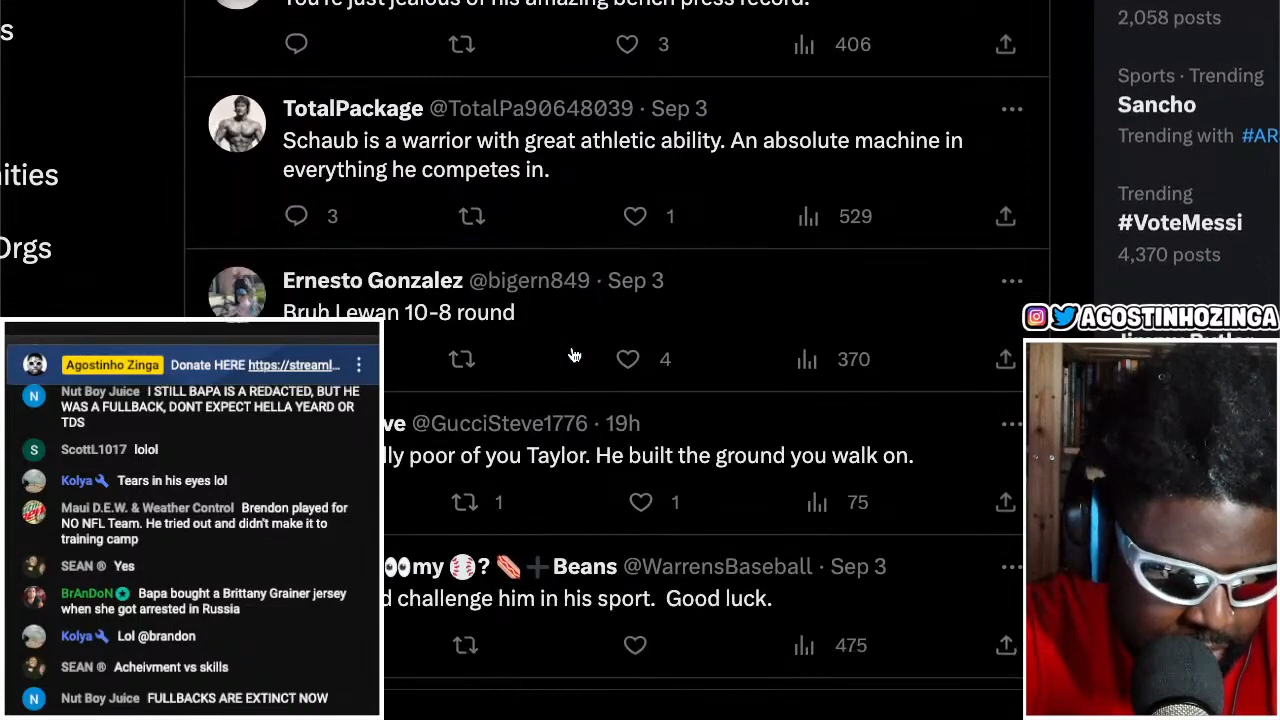 You're just jealous of his amazing bench press record.
3
406
TotalPackage @TotalPa90648039 · Sep 3
Schaub is a warrior with great athletic ability. An absolute machine in
everything he competes in.
3
1
529
Ernesto Gonzalez @bigern849 · Sep 3
Bruh Lewan 10-8 round
4
370
ve @GucciSteve1776 · 19h
lly poor of you Taylor. He built the ground you walk on.
1
1
75
my ⚾? 🌭 ➕ Beans @WarrensBaseball · Sep 3
d challenge him in his sport. Good luck.
475
s
ities
Orgs
2,058 posts
Sports · Trending
Sancho
Trending with #AR
Trending
#VoteMessi
4,370 posts
AGOSTINHOZINGA
Agostinho Zinga Donate HERE https://streaml...
Nut Boy Juice I STILL BAPA IS A REDACTED, BUT HE
WAS A FULLBACK, DONT EXPECT HELLA YEARD OR
TDS
ScottL1017 lolol
Kolya Tears in his eyes lol
Maui D.E.W. & Weather Control Brendon played for
NO NFL Team. He tried out and didn't make it to
training camp
SEAN ® Yes
BrAnDoN Bapa bought a Brittany Grainer jersey
when she got arrested in Russia
Kolya Lol @brandon
SEAN ® Acheivment vs skills
Nut Boy Juice FULLBACKS ARE EXTINCT NOW